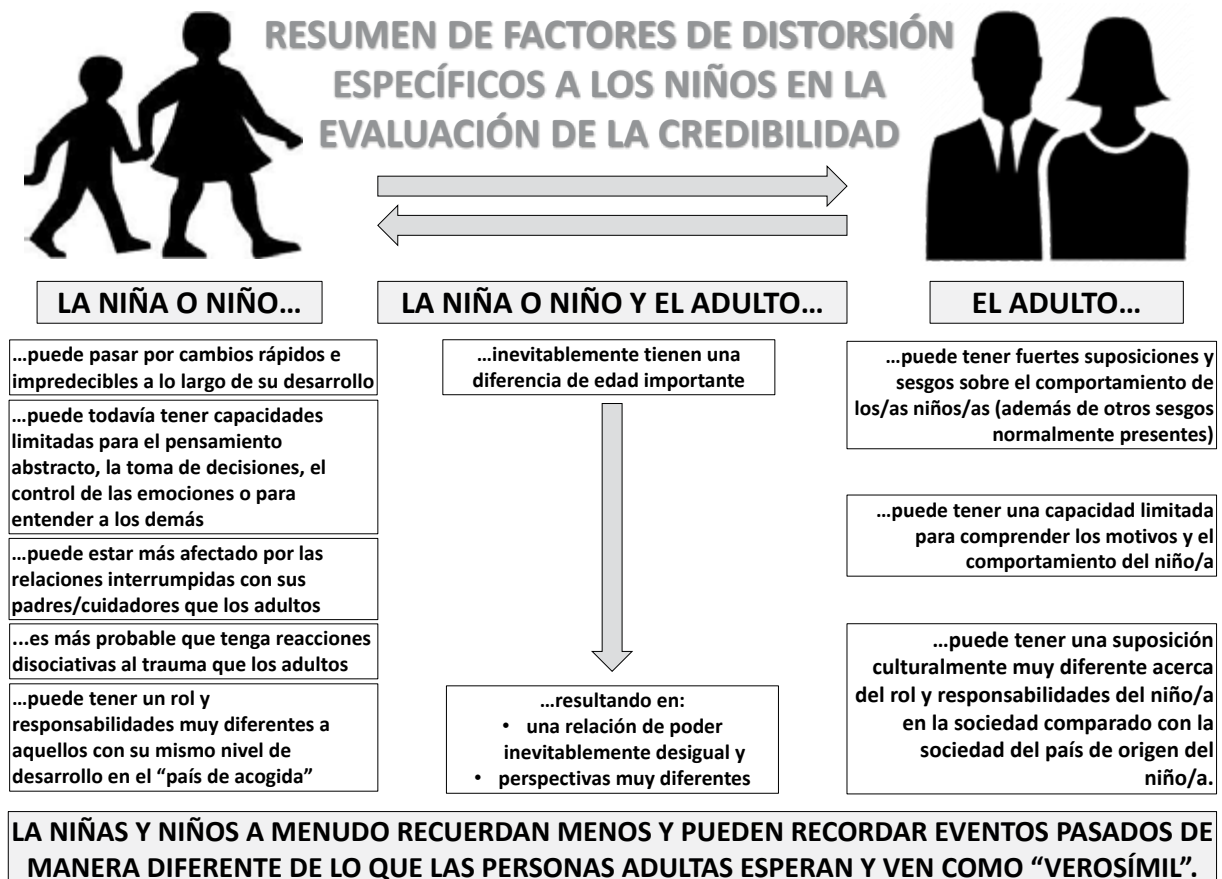 RESUMEN DE FACTORES DE DISTORSIÓN
ESPECÍFICOS A LOS NIÑOS EN LA
EVALUACIÓN DE LA CREDIBILIDAD
LA NIÑA O NIÑO...
...puede pasar por cambios rápidos e
impredecibles a lo largo de su desarrollo
...puede todavía tener capacidades
limitadas para el pensamiento
abstracto, la toma de decisiones, el
control de las emociones o para
entender a los demás
...puede estar más afectado por las
relaciones interrumpidas con sus
padres/cuidadores que los adultos
...es más probable que tenga reacciones
disociativas al trauma que los adultos
...puede tener un rol y
responsabilidades muy diferentes a
aquellos con su mismo nivel de
desarrollo en el “país de acogida”
LA NIÑA O NIÑO Y EL ADULTO...
...inevitablemente tienen una
diferencia de edad importante
...resultando en:
• una relación de poder
inevitablemente desigual y
• perspectivas muy diferentes
EL ADULTO...
...puede tener fuertes suposiciones y
sesgos sobre el comportamiento de
los/as niños/as (además de otros sesgos
normalmente presentes)
...puede tener una capacidad limitada
para comprender los motivos y el
comportamiento del niño/a
...puede tener una suposición
culturalmente muy diferente acerca
del rol y responsabilidades del niño/a
en la sociedad comparado con la
sociedad del país de origen del
niño/a.
LA NIÑAS Y NIÑOS A MENUDO RECUERDAN MENOS Y PUEDEN RECORDAR EVENTOS PASADOS DE
MANERA DIFERENTE DE LO QUE LAS PERSONAS ADULTAS ESPERAN Y VEN COMO “VEROSÍMIL”.